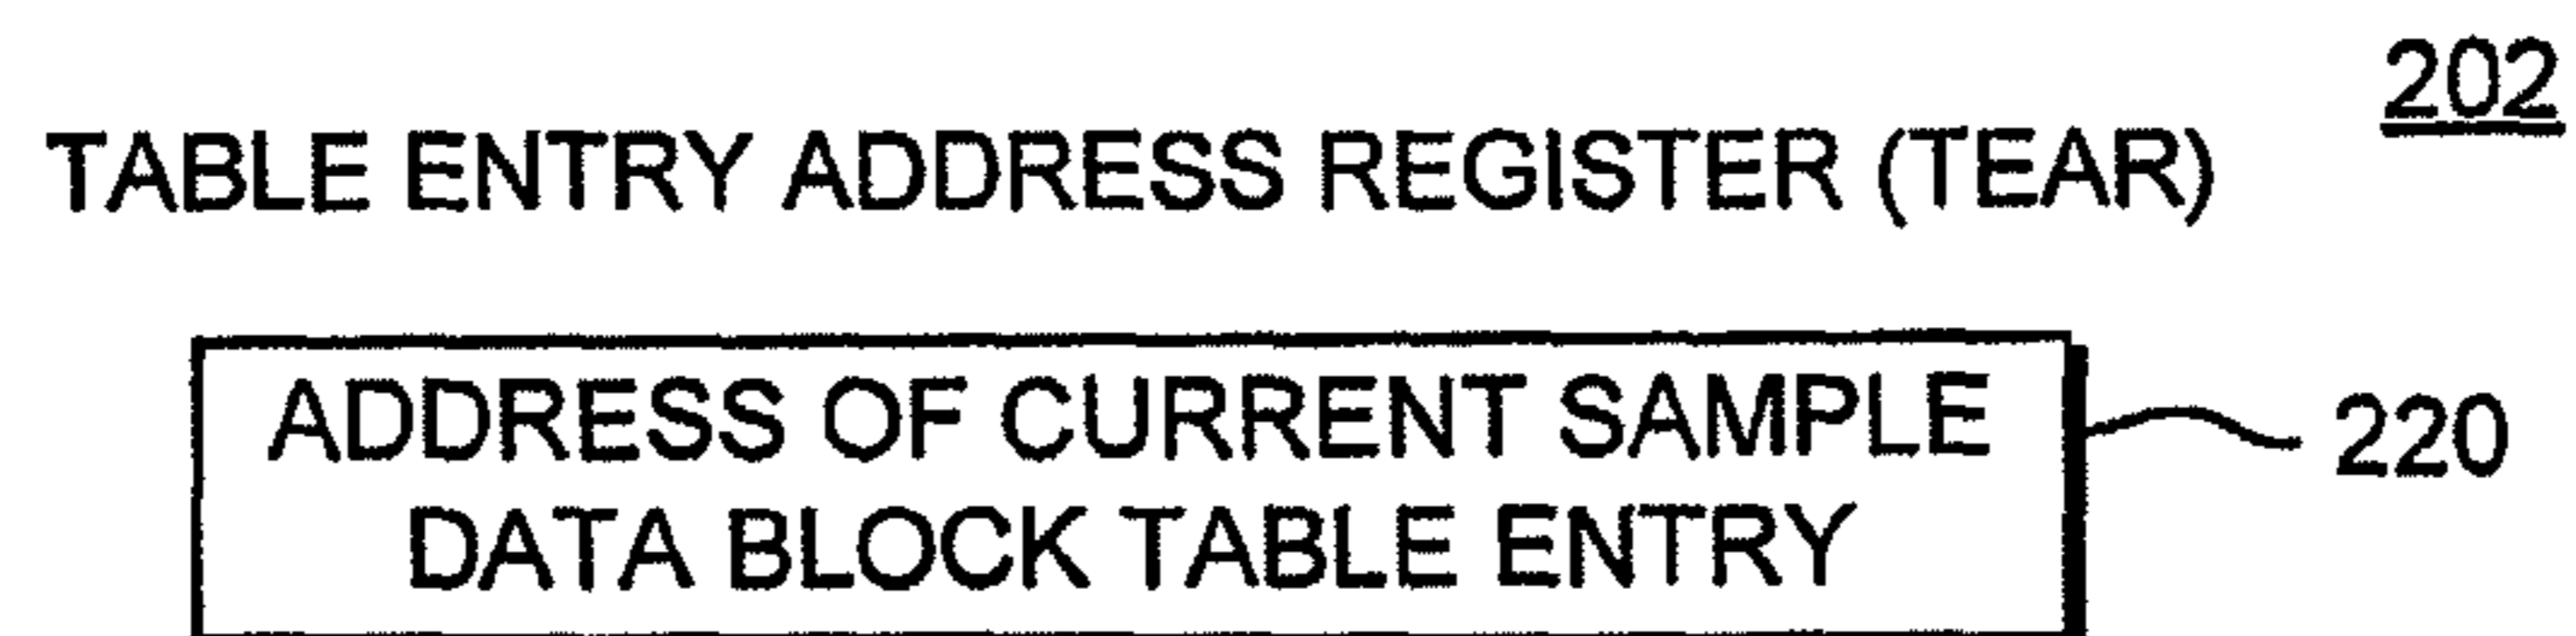 202
TABLE ENTRY ADDRESS REGISTER (TEAR)
ADDRESS OF CURRENT SAMPLE
DATA BLOCK TABLE ENTRY
220